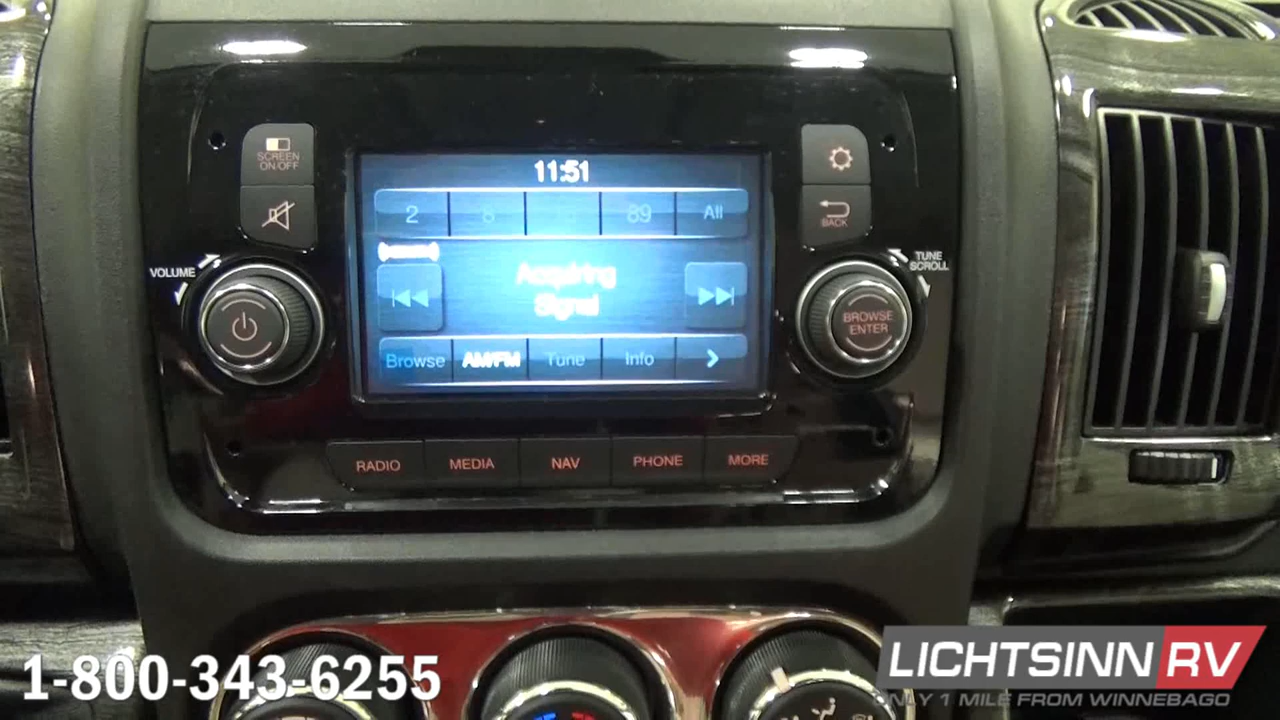 11:51
SCREEN
ON/OFF
2 8 89 All
BACK
VOLUME
TUNE
SCROLL
Acquiring
Signal
BROWSE
ENTER
Browse AM/FM Tune Info
RADIO MEDIA NAV PHONE MORE
1-800-343-6255
LICHTSINN RV
ONLY 1 MILE FROM WINNEBAGO